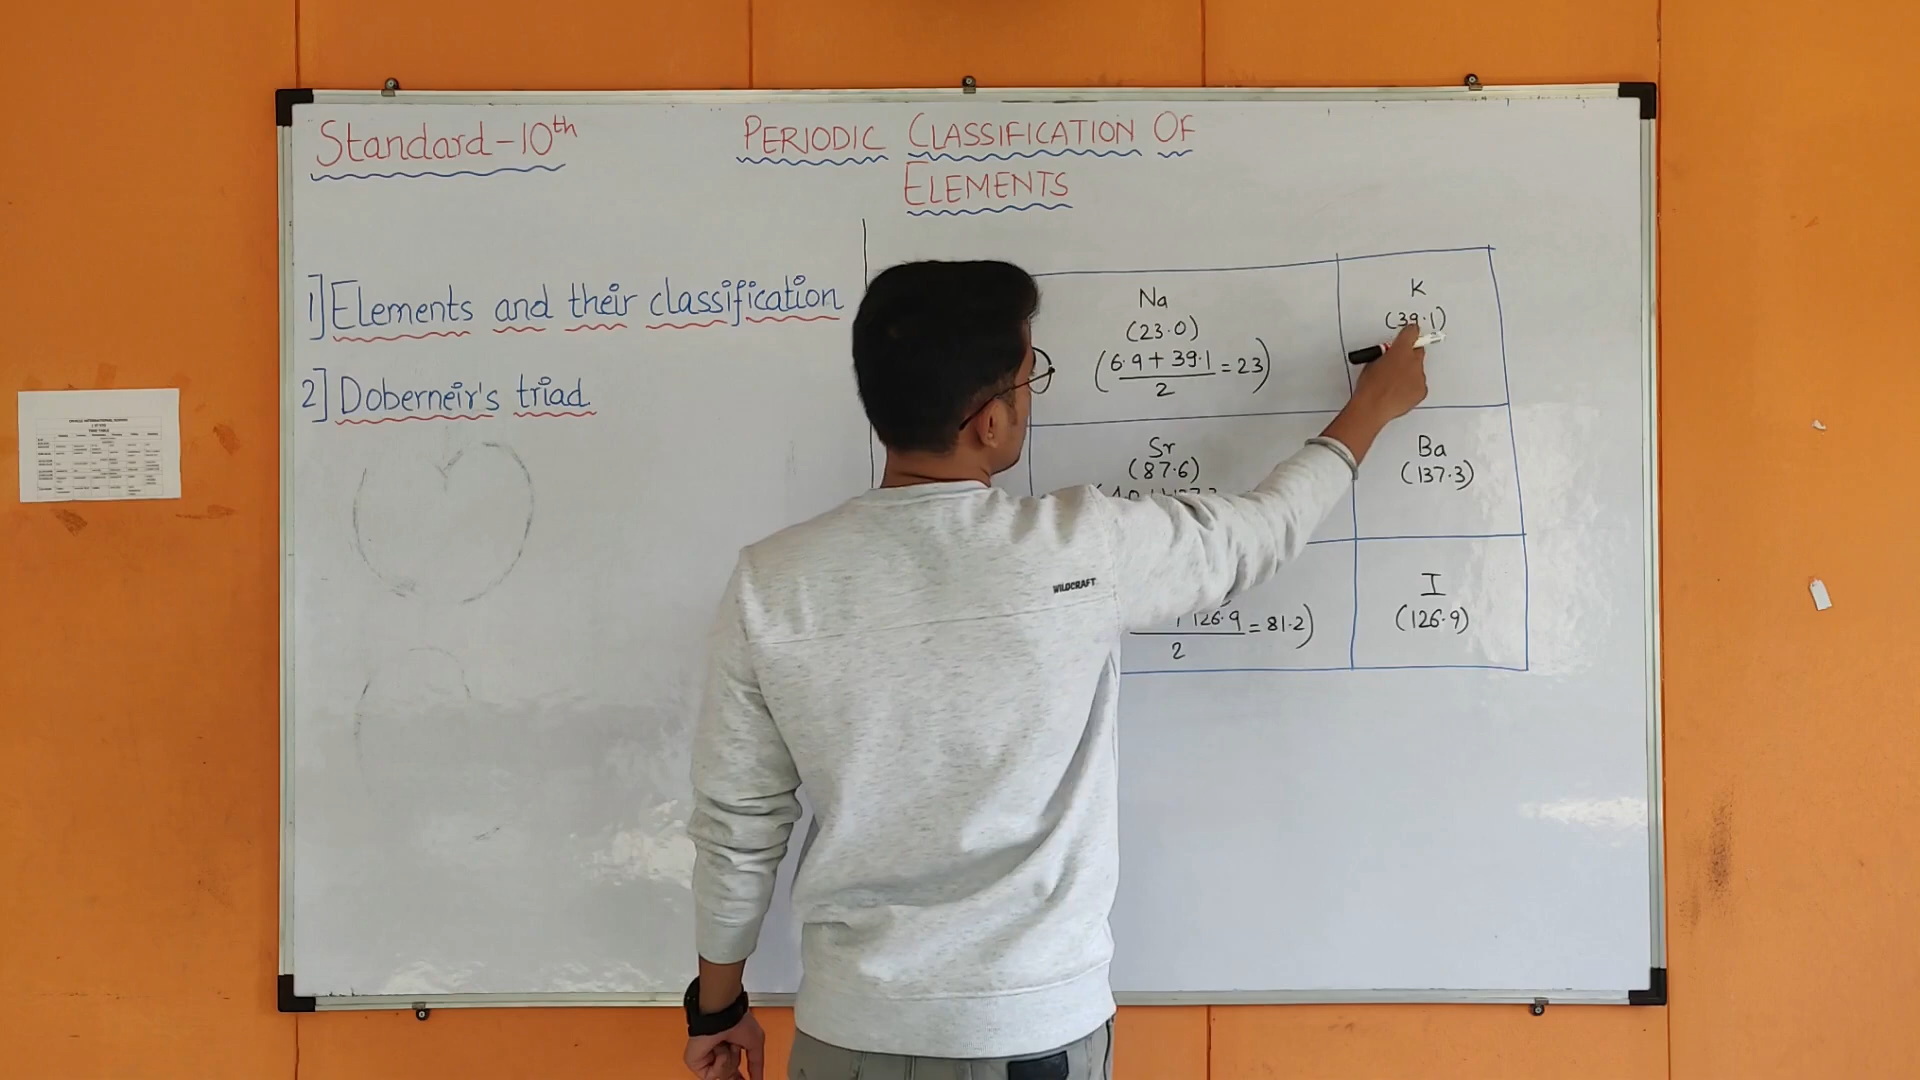 Standard-10th
PERIODIC CLASSIFICATION OF
ELEMENTS
1] Elements and their classification
2] Doberneir's triad
Na
(23.0)
(6.9 + 39.1 = 23)
2
K
(39.1)
Sr
(87.6)
Ba
(137.3)
126.9 = 81.2)
2
I
(126.9)
WILDCRAFT